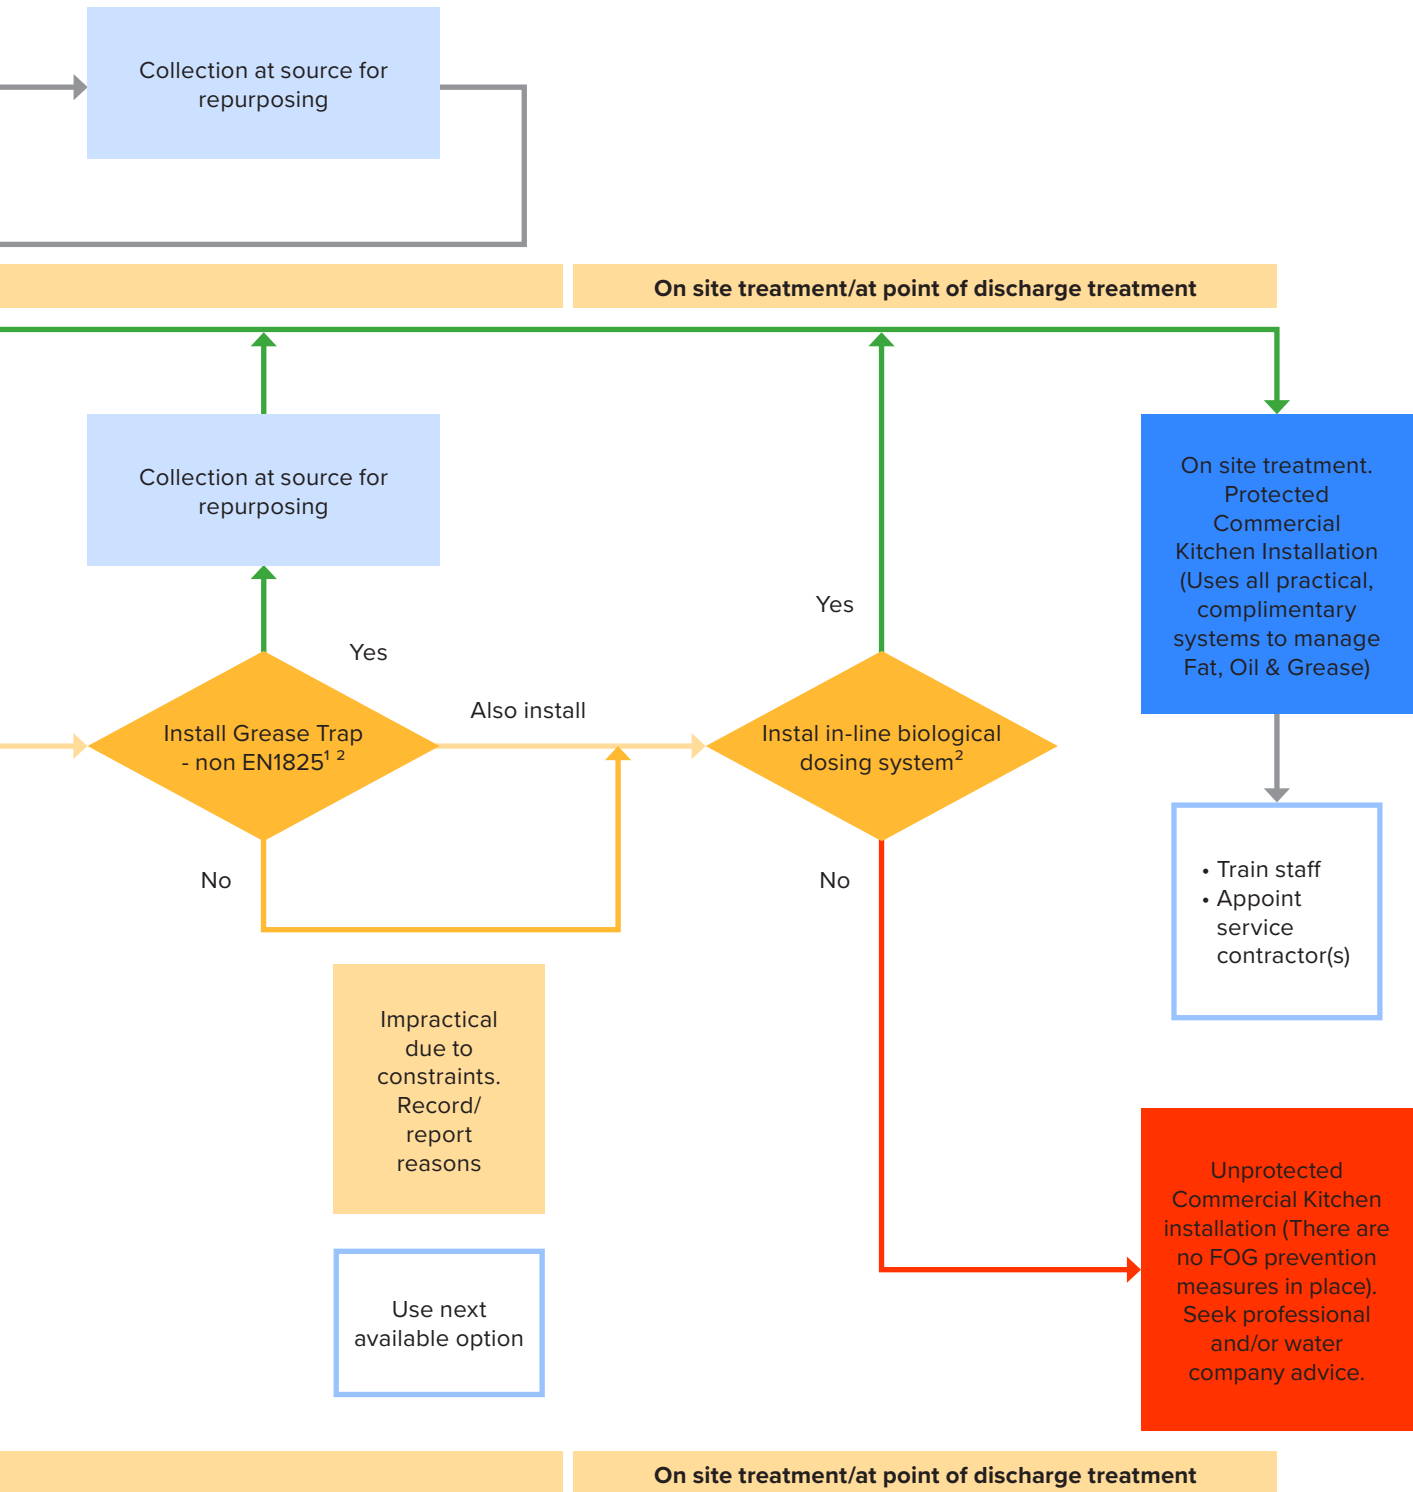 Collection at source for
repurposing
On site treatment/at point of discharge treatment
Collection at source for
repurposing
On site treatment.
Protected
Commercial
Kitchen Installation
(Uses all practical,
complimentary
systems to manage
Fat, Oil & Grease)
Yes
Yes
Also install
Install Grease Trap
- non EN1825¹ ²
Instal in-line biological
dosing system²
No
No
• Train staff
• Appoint
service
contractor(s)
Impractical
due to
constraints.
Record/
report
reasons
Use next
available option
Unprotected
Commercial Kitchen
installation (There are
no FOG prevention
measures in place).
Seek professional
and/or water
company advice.
On site treatment/at point of discharge treatment